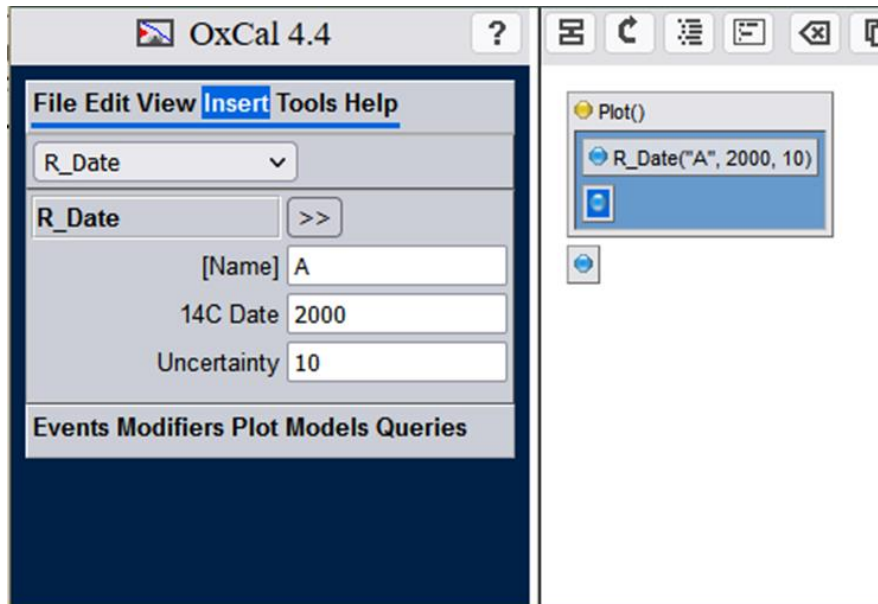 OxCal 4.4 ?
File Edit View Insert Tools Help
R_Date
R_Date >>
[Name] A
14C Date 2000
Uncertainty 10
Events Modifiers Plot Models Queries
Plot()
R_Date("A", 2000, 10)